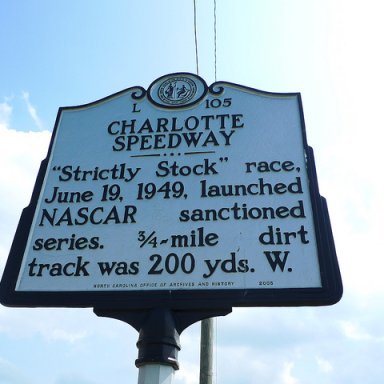 L 105
CHARLOTTE
SPEEDWAY
"Strictly Stock" race,
June 19, 1949, launched
NASCAR sanctioned
series. ¾-mile dirt
track was 200 yds. W.
NORTH CAROLINA OFFICE OF ARCHIVES AND HISTORY 2005